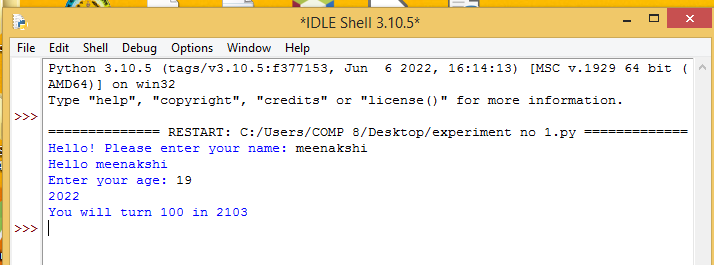 *IDLE Shell 3.10.5*
File Edit Shell Debug Options Window Help
Python 3.10.5 (tags/v3.10.5:f377153, Jun  6 2022, 16:14:13) [MSC v.1929 64 bit (
AMD64)] on win32
Type "help", "copyright", "credits" or "license()" for more information.
>>>
============== RESTART: C:/Users/COMP 8/Desktop/experiment no 1.py =============
Hello! Please enter your name: meenakshi
Hello meenakshi
Enter your age: 19
2022
You will turn 100 in 2103
>>>